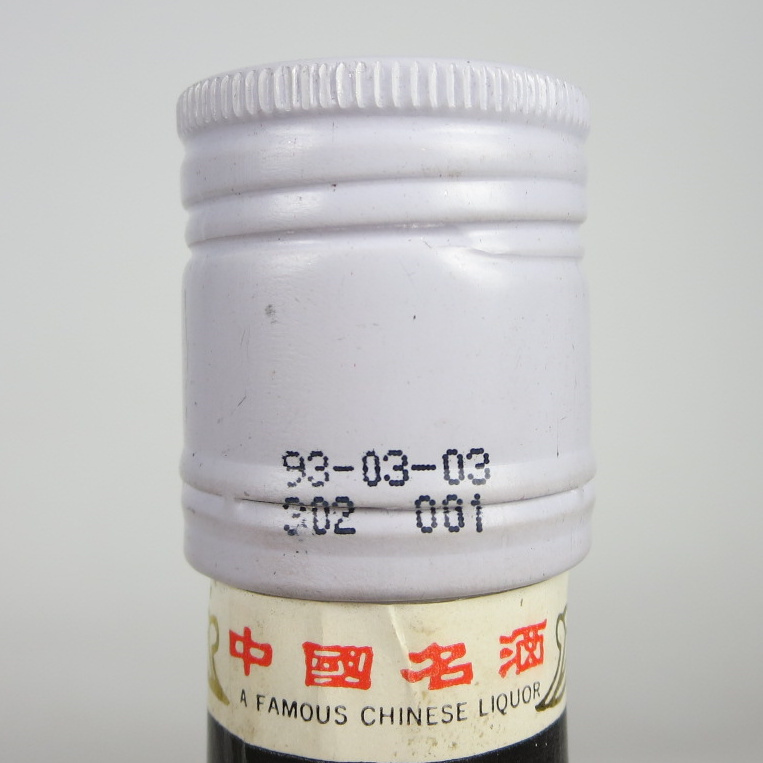 93-03-03
302 001
中國名酒
A FAMOUS CHINESE LIQUOR